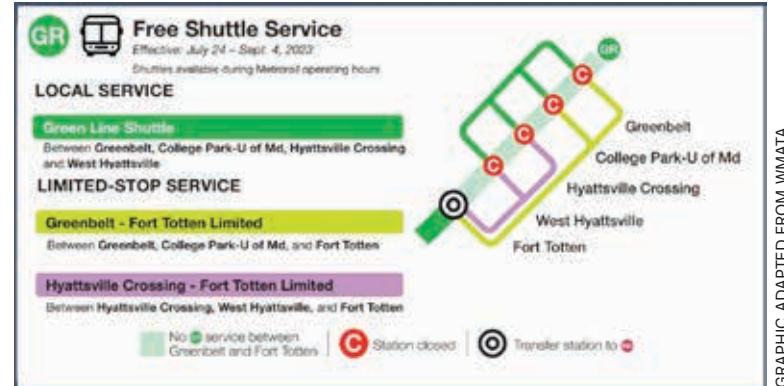 GR
Free Shuttle Service
Effective: July 24 – Sept. 4, 2023
Shuttles available during Metrorail operating hours
LOCAL SERVICE
Green Line Shuttle
Between Greenbelt, College Park-U of Md, Hyattsville Crossing
and West Hyattsville
LIMITED-STOP SERVICE
Greenbelt - Fort Totten Limited
Between Greenbelt, College Park-U of Md, and Fort Totten
Hyattsville Crossing - Fort Totten Limited
Between Hyattsville Crossing, West Hyattsville, and Fort Totten
GR
C
C
C
C
Greenbelt
College Park-U of Md
Hyattsville Crossing
West Hyattsville
Fort Totten
No GR service between
Greenbelt and Fort Totten
C Station closed
Transfer station to
GRAPHIC ADAPTED FROM WMATA